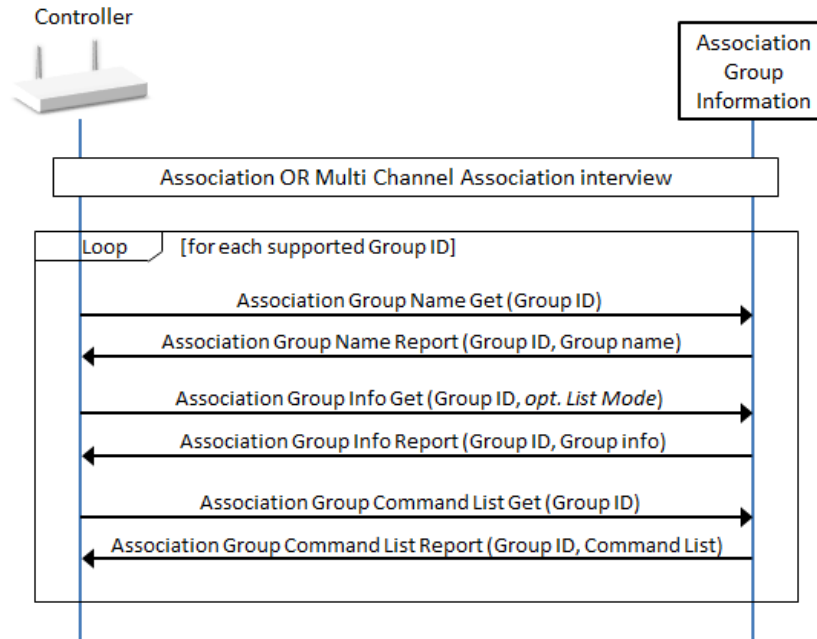 Controller
Association
Group
Information
Association OR Multi Channel Association interview
Loop [for each supported Group ID]
Association Group Name Get (Group ID)
Association Group Name Report (Group ID, Group name)
Association Group Info Get (Group ID, opt. List Mode)
Association Group Info Report (Group ID, Group info)
Association Group Command List Get (Group ID)
Association Group Command List Report (Group ID, Command List)